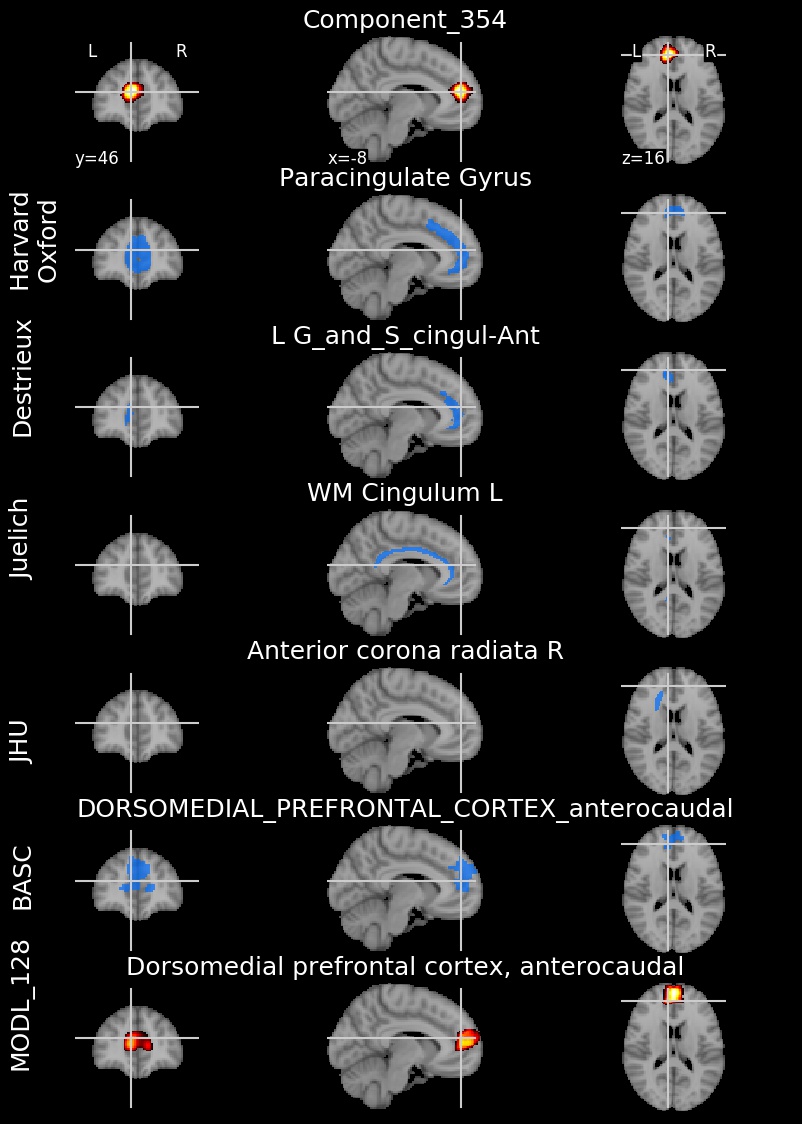 Component_354
L R
L R
y=46
x=-8
z=16
Paracingulate Gyrus
Harvard
Oxford
L G_and_S_cingul-Ant
Destrieux
WM Cingulum L
Juelich
Anterior corona radiata R
JHU
DORSOMEDIAL_PREFRONTAL_CORTEX_anterocaudal
BASC
Dorsomedial prefrontal cortex, anterocaudal
MODL_128